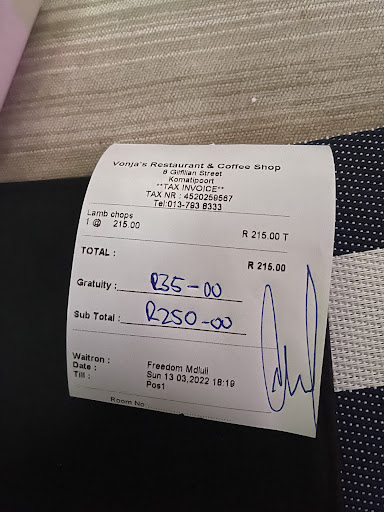 Vonja's Restaurant & Coffee Shop
8 Gilfillan Street
Komatipoort
**TAX INVOICE**
TAX NR : 4520259567
Tel:013-793 8333
Lamb chops
1 @ 215.00 R 215.00 T
TOTAL : R 215.00
Gratuity : R35-00
Sub Total : R250-00
Waitron : Freedom Mdluli
Date : Sun 13 03,2022 18:19
Till : Pos1
Room No